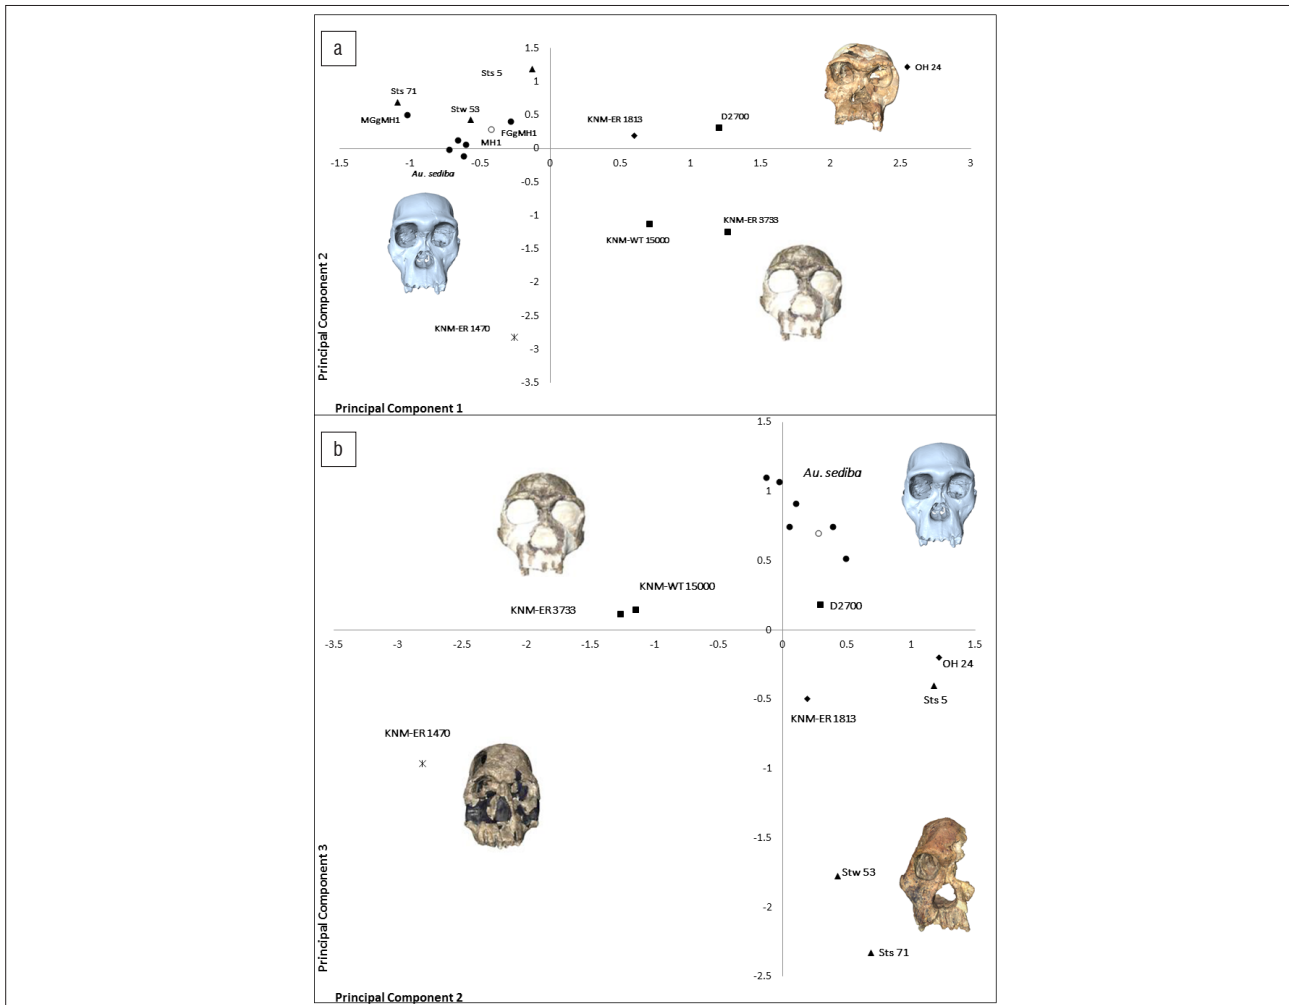 a
1.5
OH 24
Sts 5
1
Sts 71
Stw 53
0.5
KNM-ER 1813
D2700
MGgMH1
FGgMH1
MH1
0
-1.5
-1
-0.5
0
0.5
1
1.5
2
2.5
3
Au. sediba
-0.5
-1
KNM-ER 3733
KNM-WT 15000
-1.5
-2
-2.5
KNM-ER 1470
-3
-3.5
Principal Component 2
Principal Component 1
b
1.5
Au. sediba
1
0.5
KNM-WT 15000
KNM-ER 3733
D2700
0
-3.5
-3
-2.5
-2
-1.5
-1
-0.5
0
0.5
1
1.5
OH 24
-0.5
Sts 5
KNM-ER 1813
KNM-ER 1470
-1
-1.5
Stw 53
-2
Sts 71
-2.5
Principal Component 3
Principal Component 2